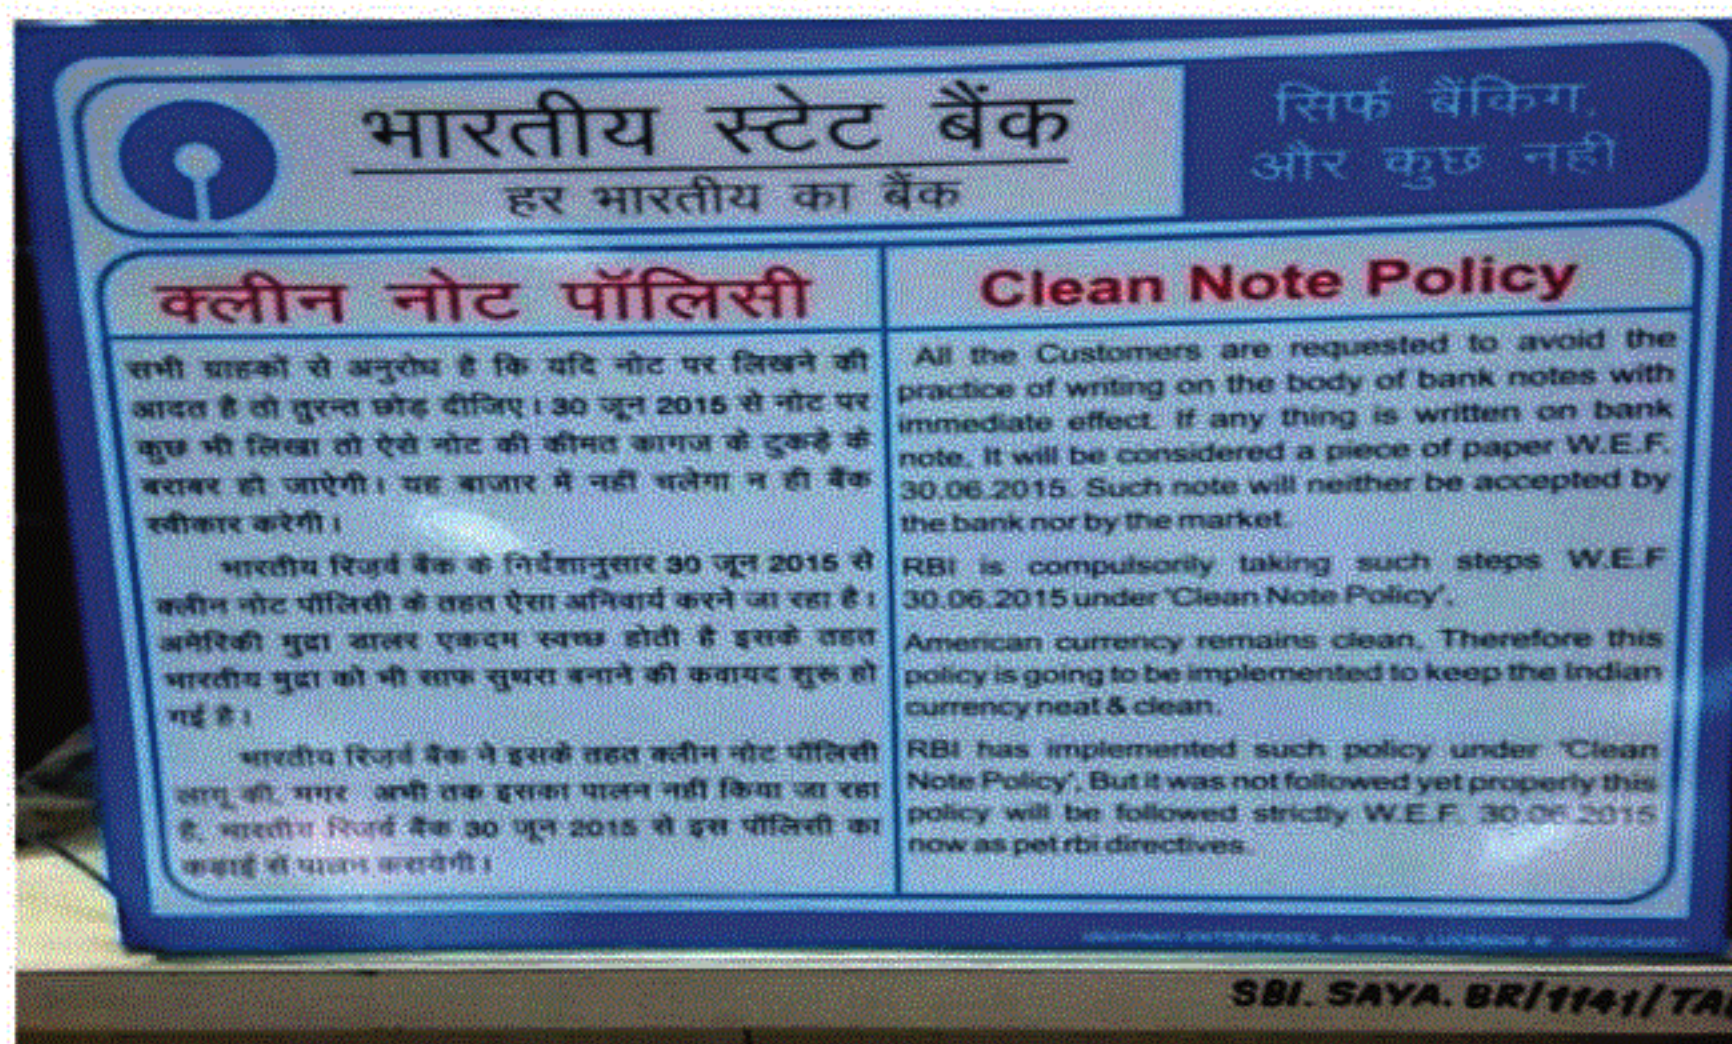 भारतीय स्टेट बैंक
हर भारतीय का बैंक
सिर्फ बैंकिग,
और कुछ नही
क्लीन नोट पॉलिसी
सभी ग्राहकों से अनुरोध है कि यदि नोट पर लिखने की
आदत है तो तुरन्त छोड़ दीजिए। 30 जून 2015 से नोट पर
कुछ भी लिखा तो ऐसे नोट की कीमत कागज के टुकड़े के
बराबर हो जाऐगी। यह बाजार में नहीं चलेगा न ही बैंक
स्वीकार करेगी।
भारतीय रिजर्व बैंक के निर्देशानुसार 30 जून 2015 से
क्लीन नोट पॉलिसी के तहत ऐसा अनिवार्य करने जा रहा है।
अमेरिकी मुद्रा डालर एकदम स्वच्छ होती है इसके तहत
भारतीय मुद्रा को भी साफ सुथरा बनाने की कवायद शुरू हो
गई है।
भारतीय रिजर्व बैंक ने इसके तहत क्लीन नोट पॉलिसी
लागू की, मगर अभी तक इसका पालन नही किया जा रहा
है, भारतीय रिजर्व बैंक 30 जून 2015 से इस पॉलिसी का
कड़ाई से पालन करायेगी।
Clean Note Policy
All the Customers are requested to avoid the
practice of writing on the body of bank notes with
immediate effect. If any thing is written on bank
note, It will be considered a piece of paper W.E.F.
30.06.2015. Such note will neither be accepted by
the bank nor by the market.
RBI is compulsorily taking such steps W.E.F
30.06.2015 under 'Clean Note Policy'.
American currency remains clean, Therefore this
policy is going to be implemented to keep the Indian
currency neat & clean.
RBI has implemented such policy under 'Clean
Note Policy', But it was not followed yet properly this
policy will be followed strictly W.E.F. 30.06.2015
now as pet rbi directives.
SBI. SAYA. BR/1141/TA